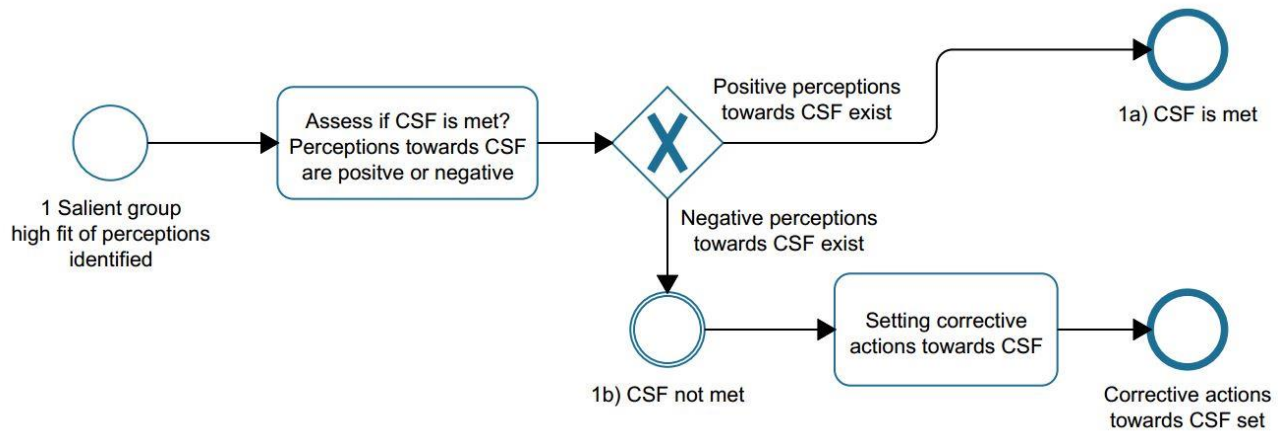 1 Salient group
high fit of perceptions
identified
Assess if CSF is met?
Perceptions towards CSF
are positve or negative
Positive perceptions
towards CSF exist
1a) CSF is met
Negative perceptions
towards CSF exist
1b) CSF not met
Setting corrective
actions towards CSF
Corrective actions
towards CSF set